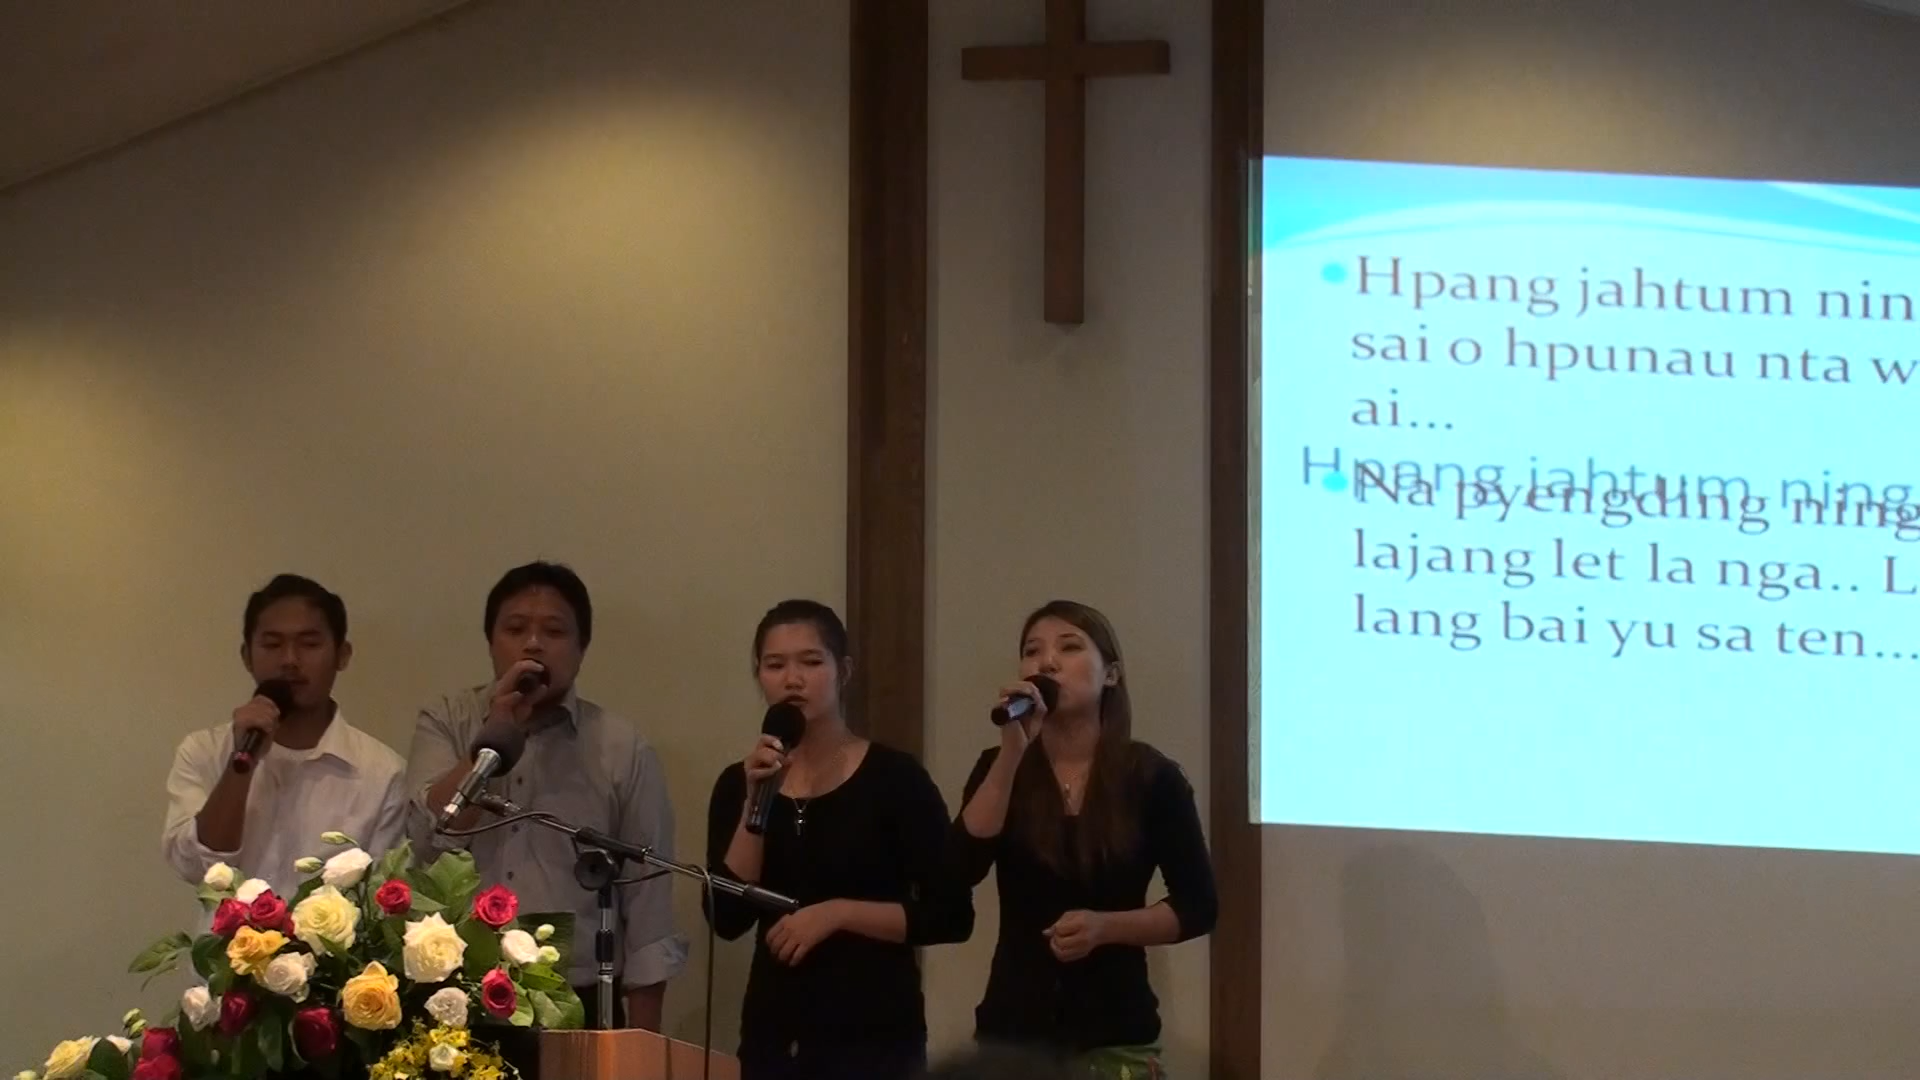 Hpang jahtum nin
sai o hpunau nta w
ai...
Hpang jahtum ning
Na pyengding ning
lajang let la nga.. L
lang bai yu sa ten...